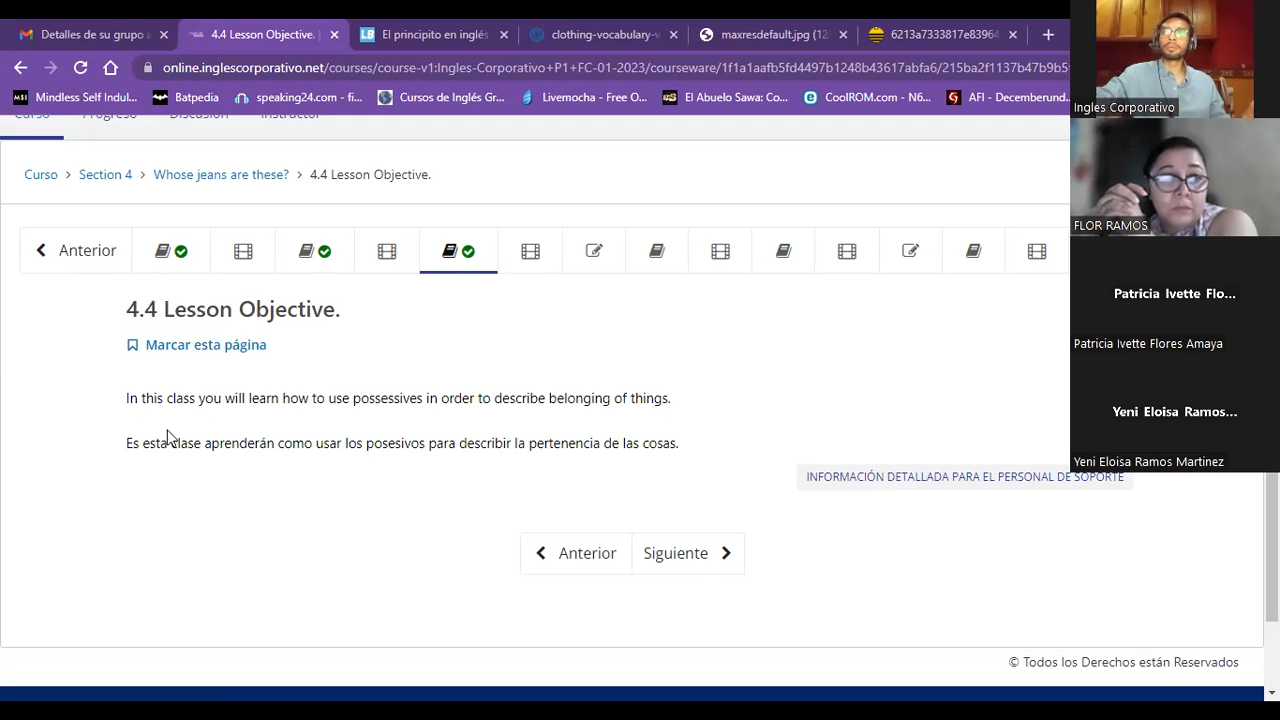 Detalles de su grupo
4.4 Lesson Objective. |
El principito en inglés
clothing-vocabulary-
maxresdefault.jpg (12
6213a7333817e8396
online.inglescorporativo.net/courses/course-v1:Ingles-Corporativo+P1+FC-01-2023/courseware/1f1a1aafb5fd4497b1248b43617abfa6/215ba2f1137b47b9b5
Mindless Self Indul...
Batpedia
speaking24.com - fi...
Cursos de Inglés Gr...
Livemocha - Free O...
El Abuelo Sawa: Co...
CoolROM.com - N6...
AFI - Decemberund...
Curso Progreso Discusión Instructor
Curso > Section 4 > Whose jeans are these? > 4.4 Lesson Objective.
Anterior
4.4 Lesson Objective.
Marcar esta página
In this class you will learn how to use possessives in order to describe belonging of things.
Es esta clase aprenderán como usar los posesivos para describir la pertenencia de las cosas.
INFORMACIÓN DETALLADA PARA EL PERSONAL DE SOPORTE
Anterior
Siguiente
© Todos los Derechos están Reservados
Ingles Corporativo
FLOR RAMOS
Patricia Ivette Flo...
Patricia Ivette Flores Amaya
Yeni Eloisa Ramos...
Yeni Eloisa Ramos Martinez